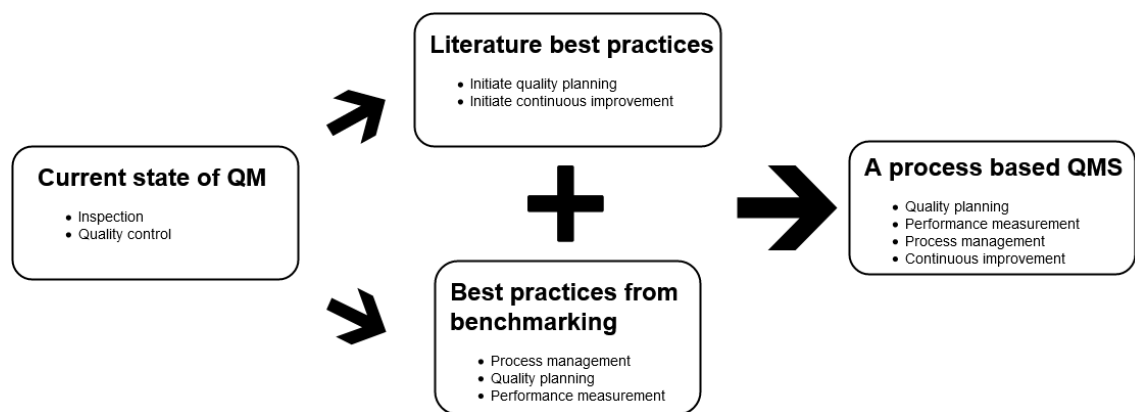 Current state of QM
• Inspection
• Quality control
Literature best practices
• Initiate quality planning
• Initiate continuous improvement
Best practices from
benchmarking
• Process management
• Quality planning
• Performance measurement
A process based QMS
• Quality planning
• Performance measurement
• Process management
• Continuous improvement